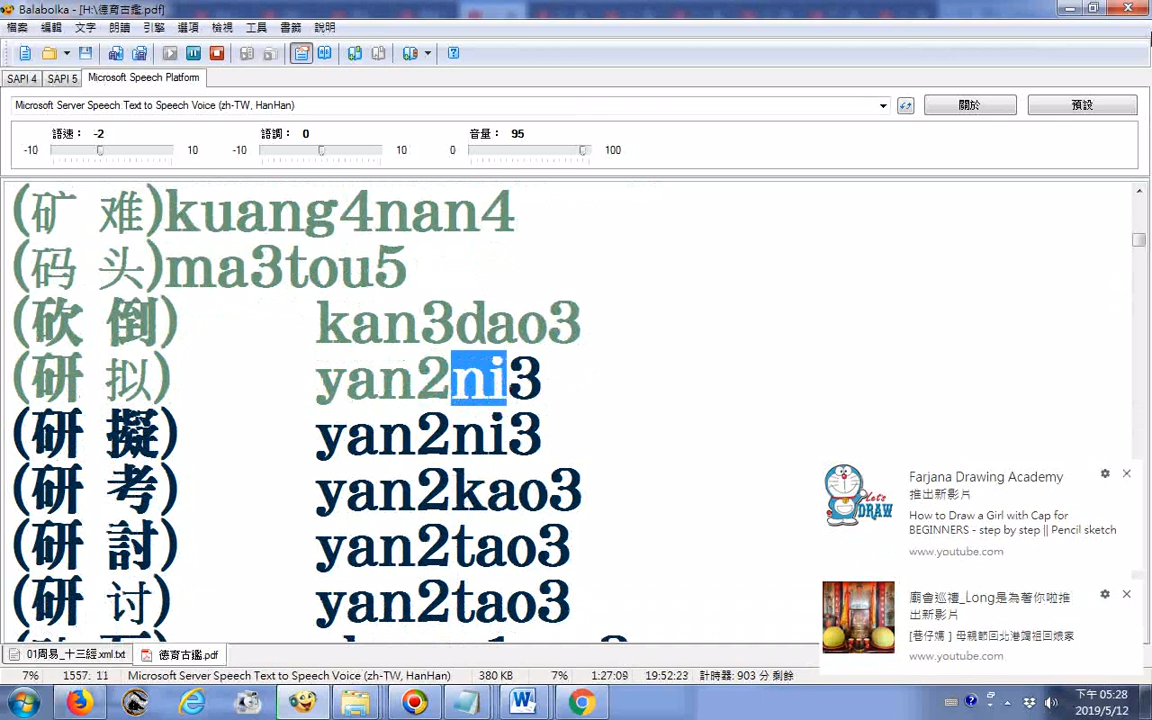 Balabolka - [H:\德育古鑑.pdf]
檔案 編輯 文字 朗讀 引擎 選項 檢視 工具 書籤 說明
SAPI 4 SAPI 5 Microsoft Speech Platform
Microsoft Server Speech Text to Speech Voice (zh-TW, HanHan) 關於 預設
語速： -2 語調： 0 音量： 95
-10 10 -10 10 0 100
(矿 难)kuang4nan4
(码 头)ma3tou5
(砍 倒) kan3dao3
(研 拟) yan2ni3
(研 擬) yan2ni3
(研 考) yan2kao3
(研 討) yan2tao3
(研 讨) yan2tao3
Farjana Drawing Academy
推出新影片
How to Draw a Girl with Cap for
BEGINNERS - step by step || Pencil sketch
www.youtube.com
Let's DRAW
廟會巡禮_Long是為著你啦推
出新影片
[巷仔媽] 母親節回北港彌祖回娘家
www.youtube.com
01周易_十三經.xml.txt 德育古鑑.pdf
7% 1557: 11 Microsoft Server Speech Text to Speech Voice (zh-TW, HanHan) 380 KB 7% 1:27:09 19:52:23 計時器: 903 分 剩餘
下午 05:28
2019/5/12